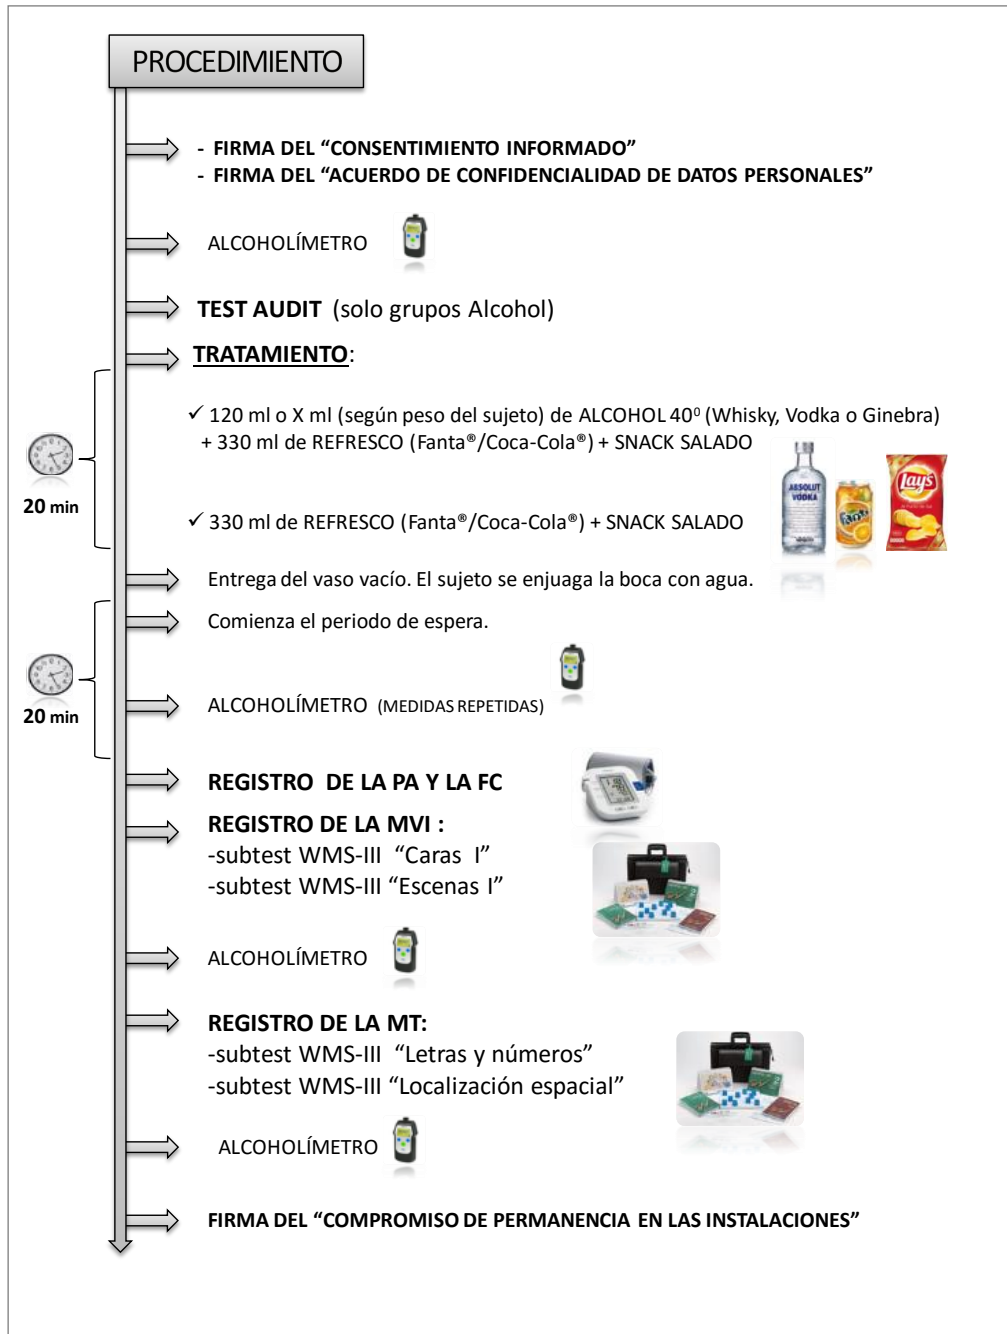 PROCEDIMIENTO
- FIRMA DEL “CONSENTIMIENTO INFORMADO”
- FIRMA DEL “ACUERDO DE CONFIDENCIALIDAD DE DATOS PERSONALES”
ALCOHOLÍMETRO
TEST AUDIT (solo grupos Alcohol)
TRATAMIENTO:
✓ 120 ml o X ml (según peso del sujeto) de ALCOHOL 40⁰ (Whisky, Vodka o Ginebra)
+ 330 ml de REFRESCO (Fanta®/Coca-Cola®) + SNACK SALADO
20 min
ABSOLUT
VODKA
Fanta
Lay's
✓ 330 ml de REFRESCO (Fanta®/Coca-Cola®) + SNACK SALADO
Entrega del vaso vacío. El sujeto se enjuaga la boca con agua.
Comienza el periodo de espera.
20 min
ALCOHOLÍMETRO (MEDIDAS REPETIDAS)
REGISTRO DE LA PA Y LA FC
REGISTRO DE LA MVI :
-subtest WMS-III “Caras I”
-subtest WMS-III “Escenas I”
ALCOHOLÍMETRO
REGISTRO DE LA MT:
-subtest WMS-III “Letras y números”
-subtest WMS-III “Localización espacial”
ALCOHOLÍMETRO
FIRMA DEL “COMPROMISO DE PERMANENCIA EN LAS INSTALACIONES”